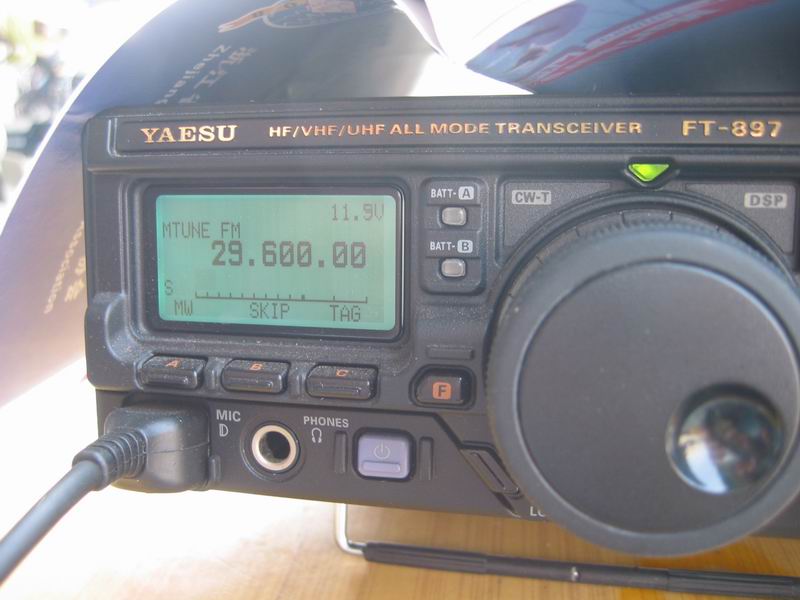 Zhejiang
YAESU HF/VHF/UHF ALL MODE TRANSCEIVER FT-897
11.9V
MTUNE FM
29.600.00
S
MW SKIP TAG
BATT-A
BATT-B
CW-T
DSP
A B C
F
MIC
PHONES